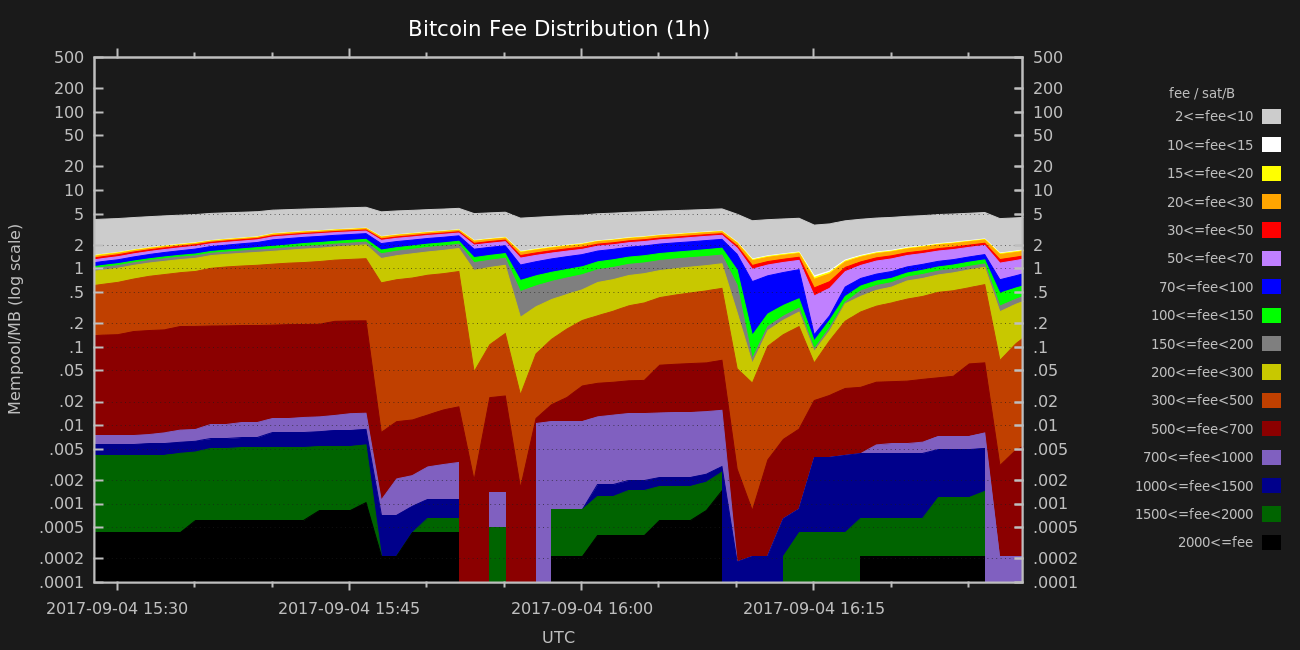 Bitcoin Fee Distribution (1h)
Mempool/MB (log scale)
500
200
100
50
20
10
5
2
1
.5
.2
.1
.05
.02
.01
.005
.002
.001
.0005
.0002
.0001
500
200
100
50
20
10
5
2
1
.5
.2
.1
.05
.02
.01
.005
.002
.001
.0005
.0002
.0001
2017-09-04 15:30
2017-09-04 15:45
2017-09-04 16:00
2017-09-04 16:15
UTC
fee / sat/B
2<=fee<10
10<=fee<15
15<=fee<20
20<=fee<30
30<=fee<50
50<=fee<70
70<=fee<100
100<=fee<150
150<=fee<200
200<=fee<300
300<=fee<500
500<=fee<700
700<=fee<1000
1000<=fee<1500
1500<=fee<2000
2000<=fee